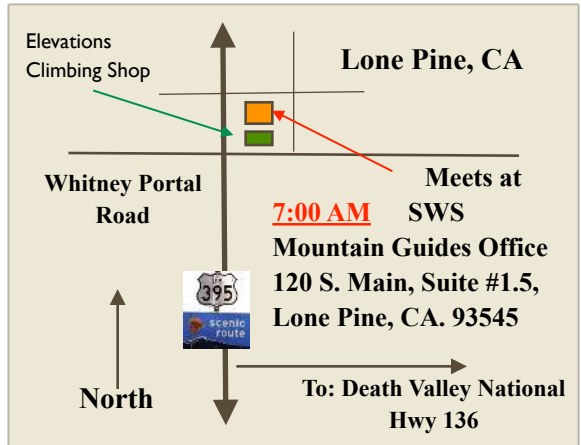 Elevations
Climbing Shop
Lone Pine, CA
Whitney Portal
Road
Meets at
7:00 AM SWS
Mountain Guides Office
120 S. Main, Suite #1.5,
Lone Pine, CA. 93545
395
scenic
route
North
To: Death Valley National
Hwy 136